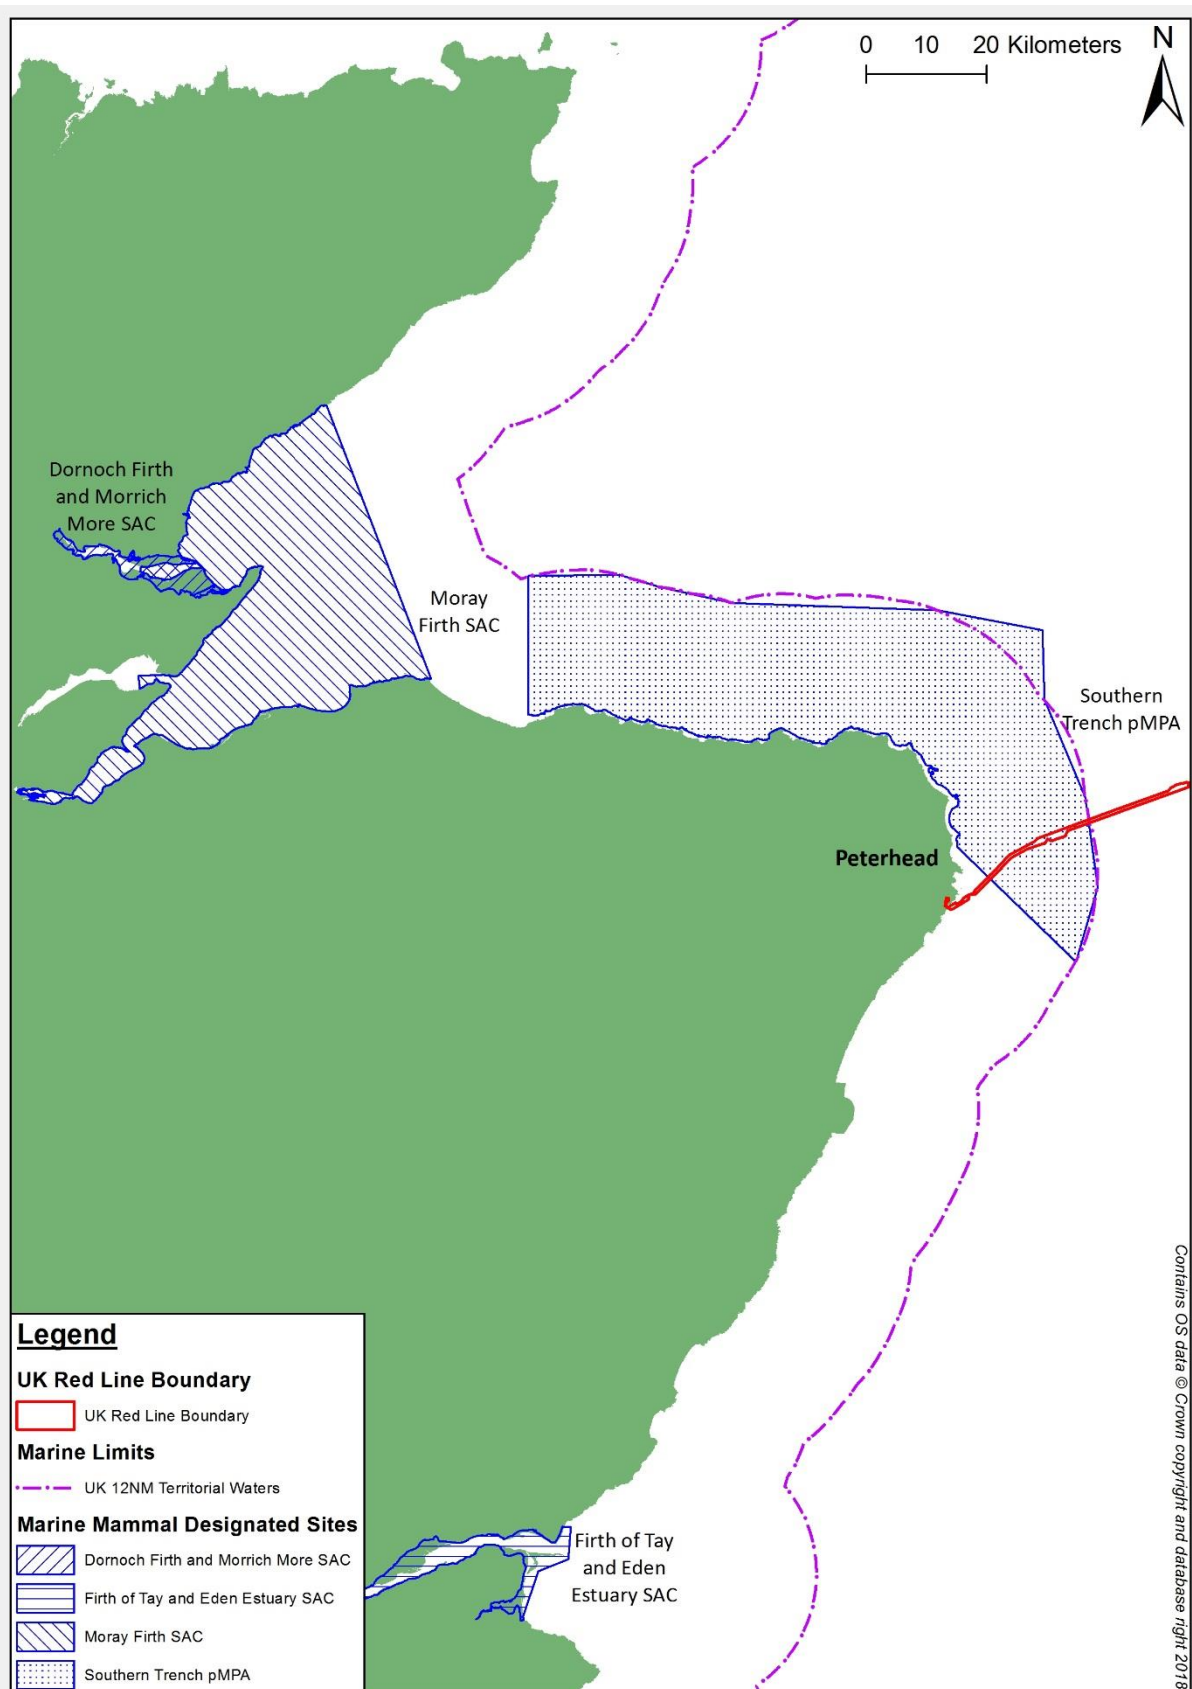 0 10 20 Kilometers
N
Dornoch Firth
and Morrich
More SAC
Moray
Firth SAC
Southern
Trench pMPA
Peterhead
Firth of Tay
and Eden
Estuary SAC
Legend
UK Red Line Boundary
UK Red Line Boundary
Marine Limits
UK 12NM Territorial Waters
Marine Mammal Designated Sites
Dornoch Firth and Morrich More SAC
Firth of Tay and Eden Estuary SAC
Moray Firth SAC
Southern Trench pMPA
Contains OS data © Crown copyright and database right 2018